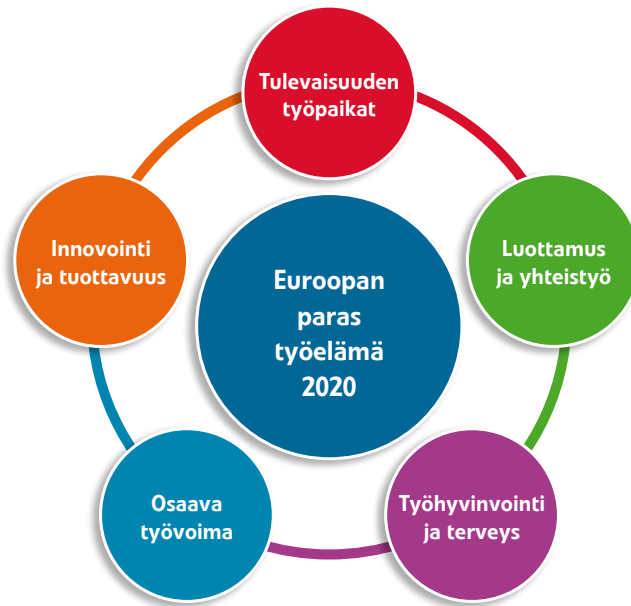 Tulevaisuuden
työpaikat
Innovointi
ja tuottavuus
Luottamus
ja yhteistyö
Euroopan
paras
työelämä
2020
Osaava
työvoima
Työhyvinvointi
ja terveys